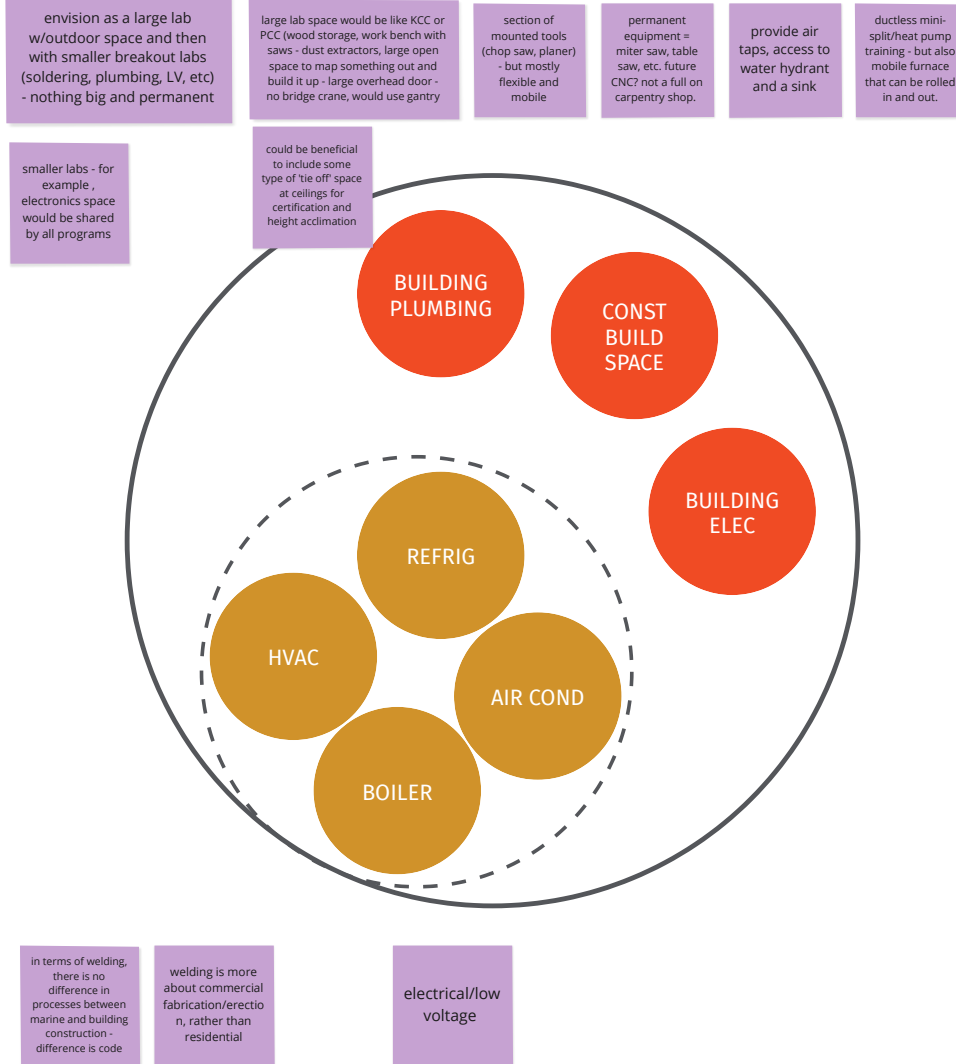 envision as a large lab
w/outdoor space and then
with smaller breakout labs
(soldering, plumbing, LV, etc)
- nothing big and permanent
large lab space would be like KCC or
PCC (wood storage, work bench with
saws - dust extractors, large open
space to map something out and
build it up - large overhead door -
no bridge crane, would use gantry
section of
mounted tools
(chop saw, planer)
- but mostly
flexible and
mobile
permanent
equipment =
miter saw, table
saw, etc. future
CNC? not a full on
carpentry shop.
provide air
taps, access to
water hydrant
and a sink
ductless mini-
split/heat pump
training - but also
mobile furnace
that can be rolled
in and out.
smaller labs - for
example ,
electronics space
would be shared
by all programs
could be beneficial
to include some
type of 'tie off' space
at ceilings for
certification and
height acclimation
BUILDING
PLUMBING
CONST
BUILD
SPACE
BUILDING
ELEC
REFRIG
HVAC
AIR COND
BOILER
in terms of welding,
there is no
difference in
processes between
marine and building
construction -
difference is code
welding is more
about commercial
fabrication/erectio
n, rather than
residential
electrical/low
voltage